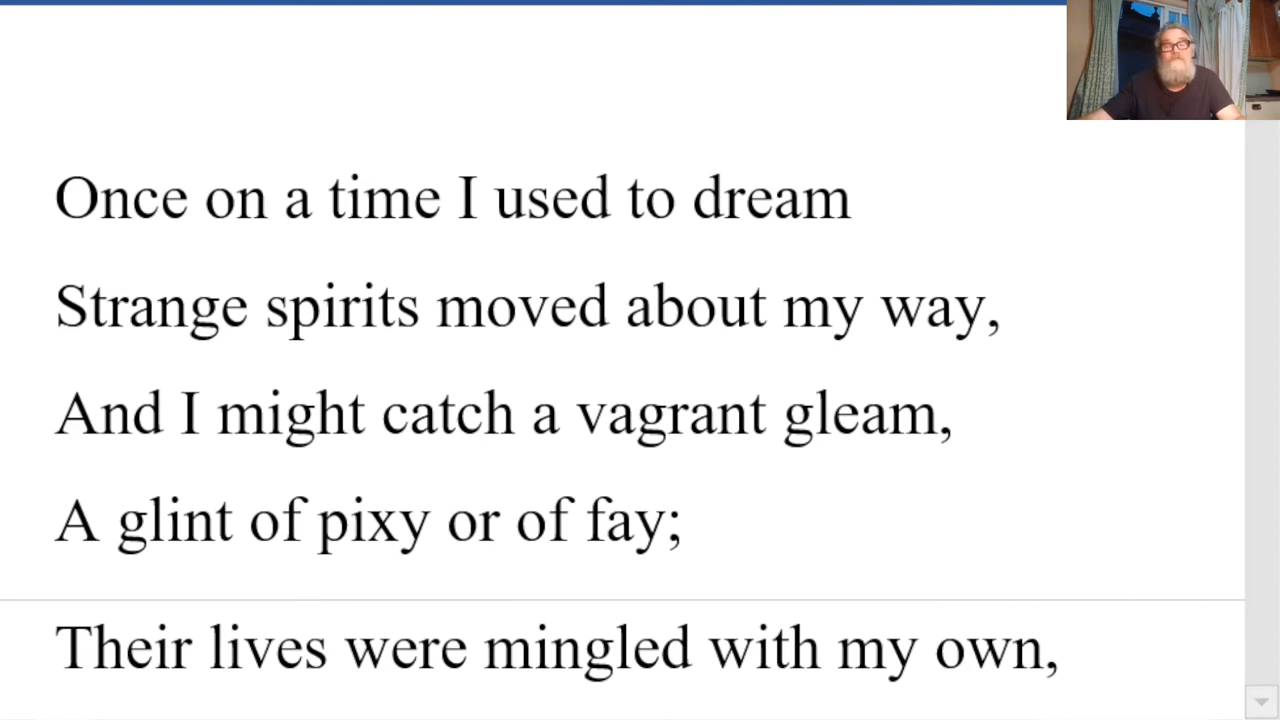 Once on a time I used to dream
Strange spirits moved about my way,
And I might catch a vagrant gleam,
A glint of pixy or of fay;
Their lives were mingled with my own,